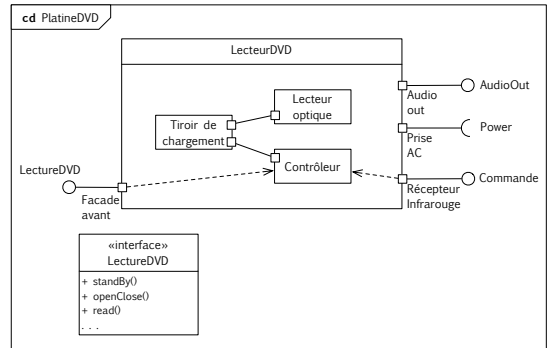 cd PlatineDVD
LecteurDVD
Lecteur
optique
Tiroir de
chargement
Contrôleur
Audio
out
AudioOut
Prise
AC
Power
Récepteur
Infrarouge
Commande
LectureDVD
Facade
avant
«interface»
LectureDVD
+ standBy()
+ openClose()
+ read()
. . .